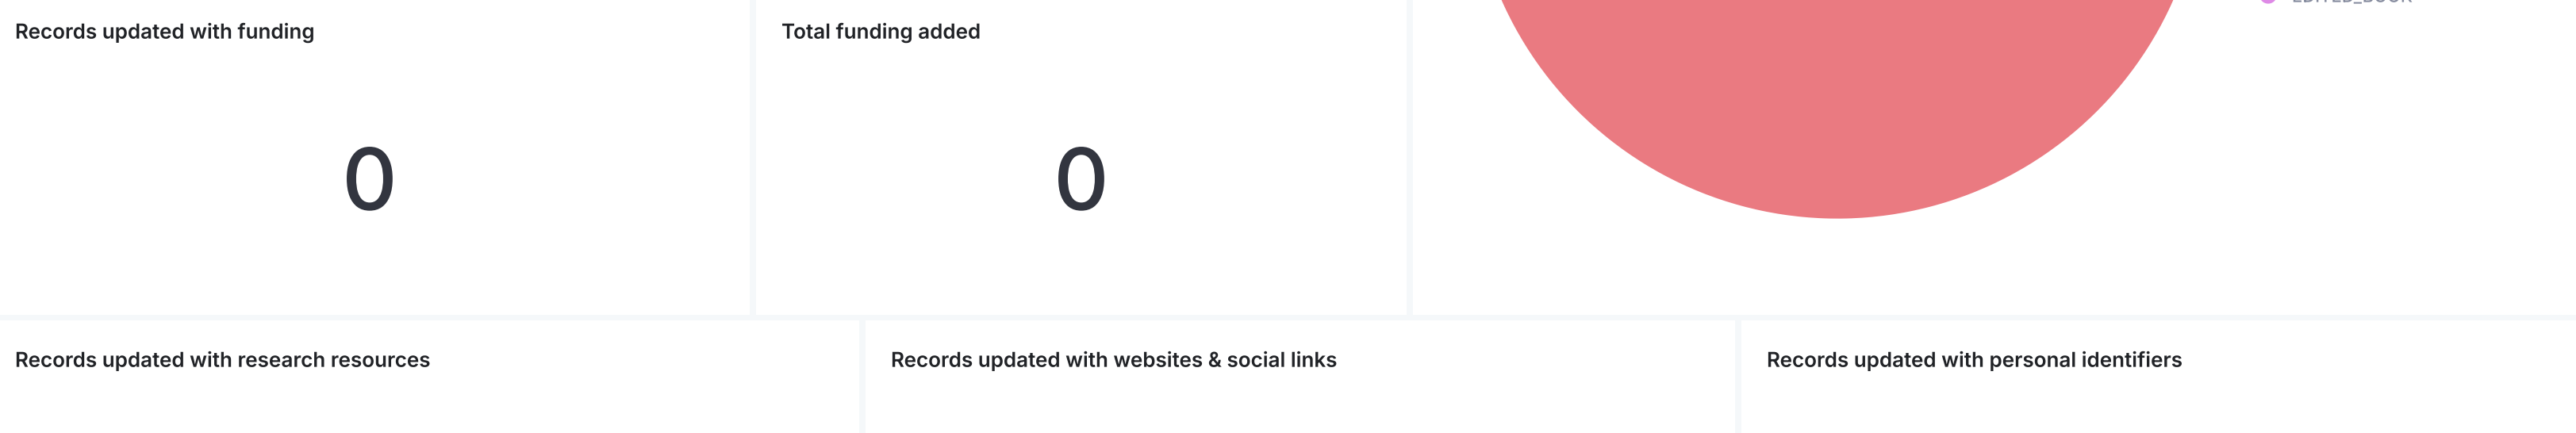 Records updated with funding
Total funding added
EDITED_BOOK
0
0
Records updated with research resources
Records updated with websites & social links
Records updated with personal identifiers